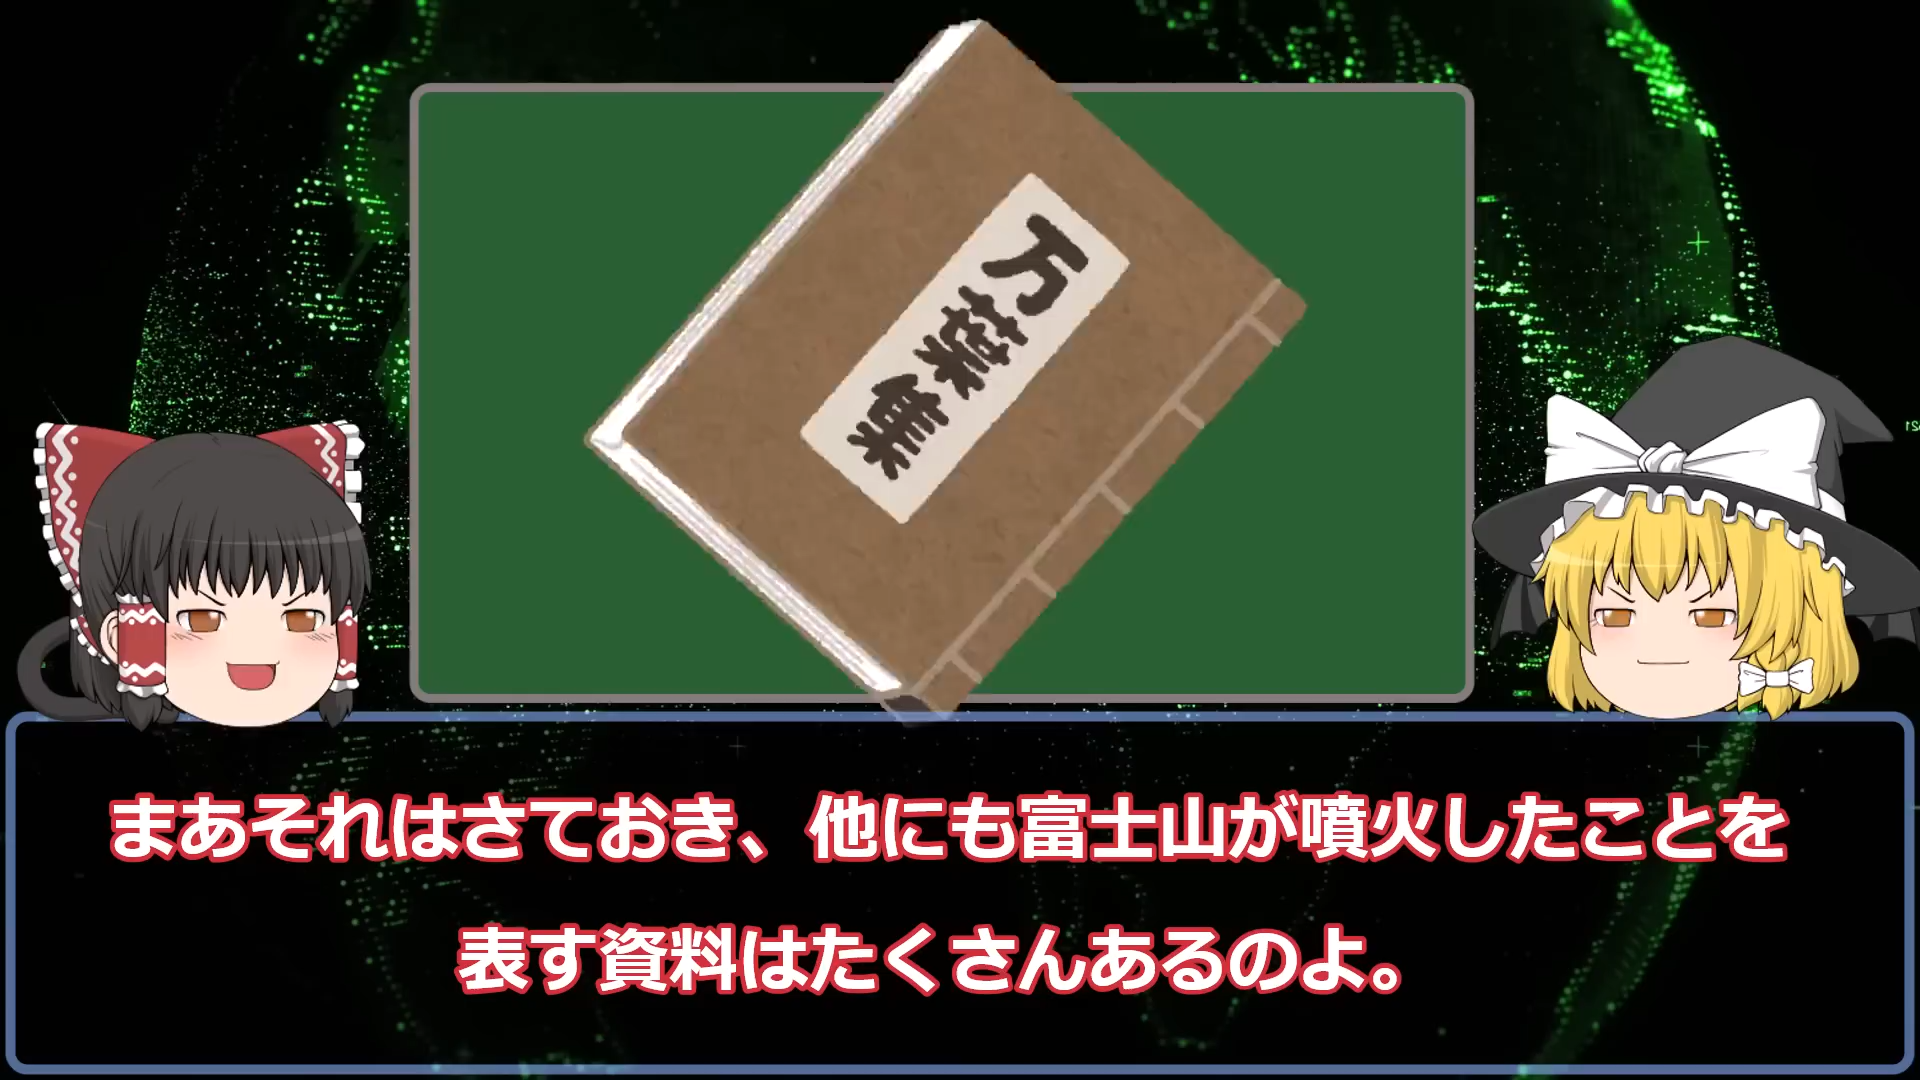 万葉集
まあそれはさておき、他にも富士山が噴火したことを
表す資料はたくさんあるのよ。